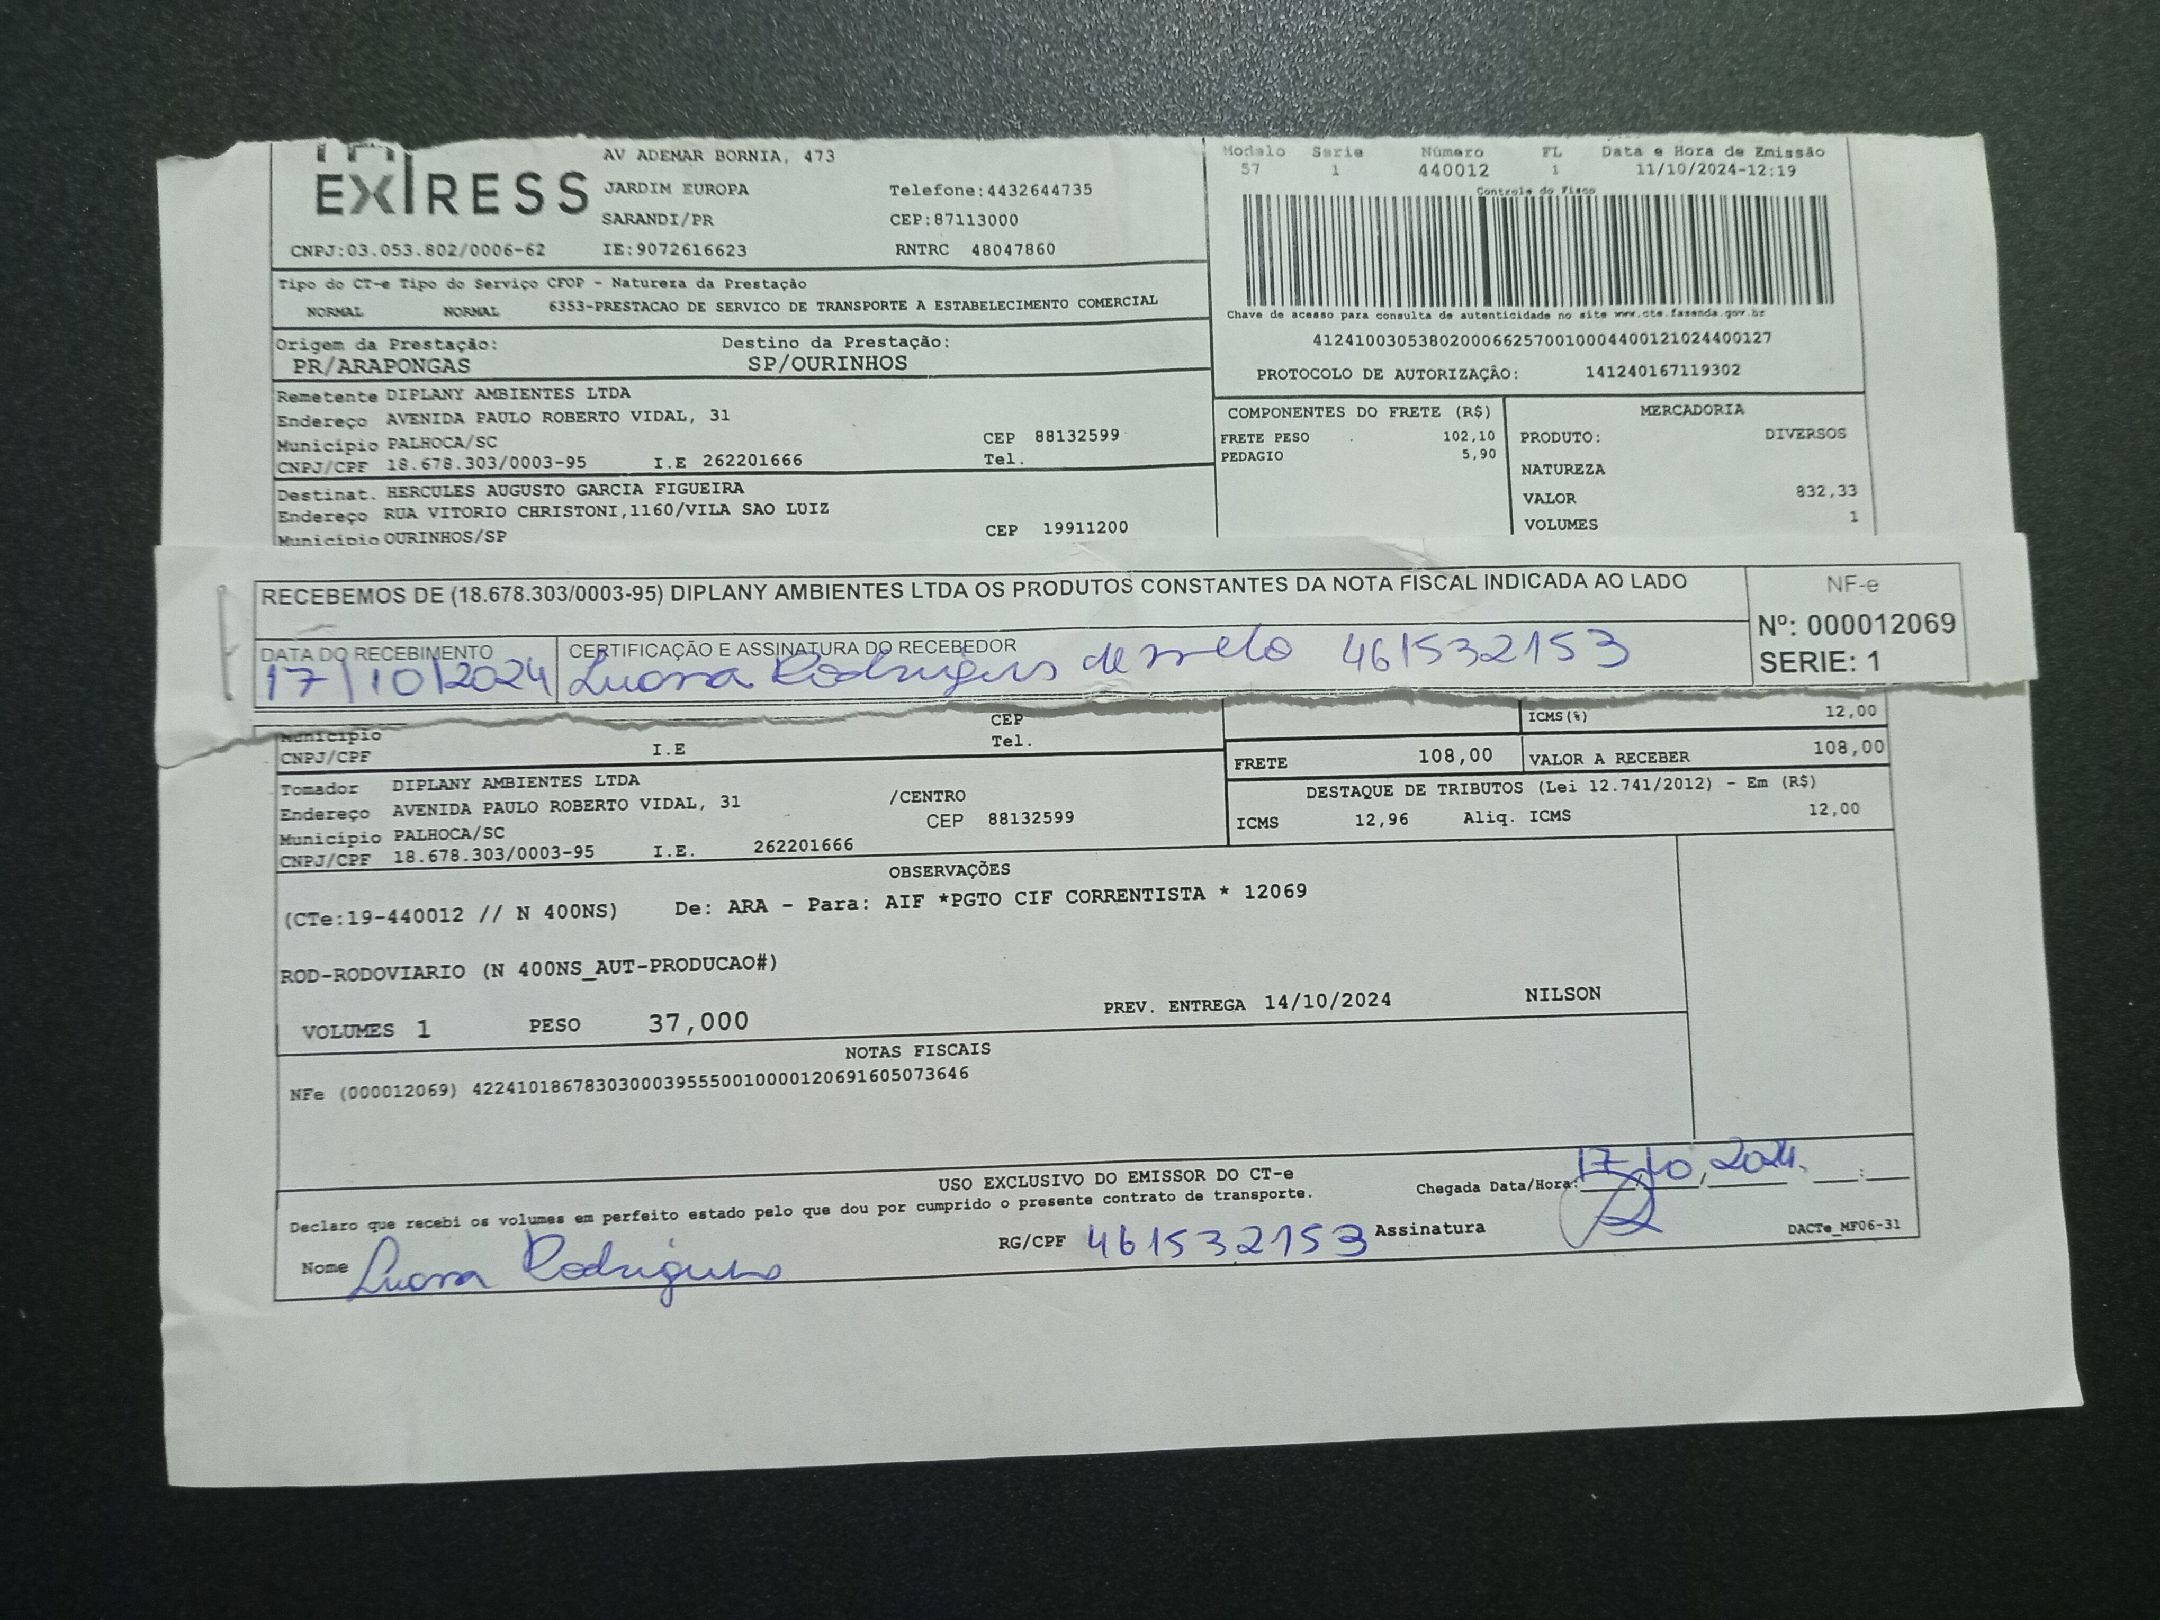 EXPRESS
AV ADEMAR BORNIA, 473
JARDIM EUROPA Telefone:4432644735
SARANDI/PR CEP:87113000
CNPJ:03.053.802/0006-62 IE:9072616623 RNTRC 48047860
Modelo Serie Número FL Data e Hora de Emissão
57 1 440012 1 11/10/2024-12:19
Controle do Fisco
Chave de acesso para consulta de autenticidade no site www.cte.fazenda.gov.br
41241003053802000662570010004400121024400127
PROTOCOLO DE AUTORIZAÇÃO: 141240167119302
Tipo do CT-e Tipo do Serviço CFOP - Natureza da Prestação
NORMAL NORMAL 6353-PRESTACAO DE SERVICO DE TRANSPORTE A ESTABELECIMENTO COMERCIAL
Origem da Prestação: Destino da Prestação:
PR/ARAPONGAS SP/OURINHOS
Remetente DIPLANY AMBIENTES LTDA
Endereço AVENIDA PAULO ROBERTO VIDAL, 31
Município PALHOCA/SC CEP 88132599
CNPJ/CPF 18.678.303/0003-95 I.E 262201666 Tel.
Destinat. HERCULES AUGUSTO GARCIA FIGUEIRA
Endereço RUA VITORIO CHRISTONI,1160/VILA SAO LUIZ
Município OURINHOS/SP CEP 19911200
COMPONENTES DO FRETE (R$)
FRETE PESO 102,10
PEDAGIO 5,90
MERCADORIA
PRODUTO: DIVERSOS
NATUREZA
VALOR 832,33
VOLUMES 1
RECEBEMOS DE (18.678.303/0003-95) DIPLANY AMBIENTES LTDA OS PRODUTOS CONSTANTES DA NOTA FISCAL INDICADA AO LADO
NF-e
Nº: 000012069
SERIE: 1
DATA DO RECEBIMENTO CERTIFICAÇÃO E ASSINATURA DO RECEBEDOR
17/10/2024 Luana Rodrigues de melo 461532153
Município CEP
CNPJ/CPF I.E Tel.
ICMS(%) 12,00
FRETE 108,00 VALOR A RECEBER 108,00
DESTAQUE DE TRIBUTOS (Lei 12.741/2012) - Em (R$)
ICMS 12,96 Aliq. ICMS 12,00
Tomador DIPLANY AMBIENTES LTDA
Endereço AVENIDA PAULO ROBERTO VIDAL, 31 /CENTRO
Município PALHOCA/SC CEP 88132599
CNPJ/CPF 18.678.303/0003-95 I.E. 262201666
OBSERVAÇÕES
(CTe:19-440012 // N 400NS) De: ARA - Para: AIF *PGTO CIF CORRENTISTA * 12069
ROD-RODOVIARIO (N 400NS_AUT-PRODUCAO#)
VOLUMES 1 PESO 37,000 PREV. ENTREGA 14/10/2024 NILSON
NOTAS FISCAIS
NFe (000012069) 42241018678303000395550010000120691605073646
USO EXCLUSIVO DO EMISSOR DO CT-e
Declaro que recebi os volumes em perfeito estado pelo que dou por cumprido o presente contrato de transporte.
Chegada Data/Hora: 17/10/2024. __:__
Nome Luana Rodrigues RG/CPF 461532153 Assinatura
DACTe_MF06-31